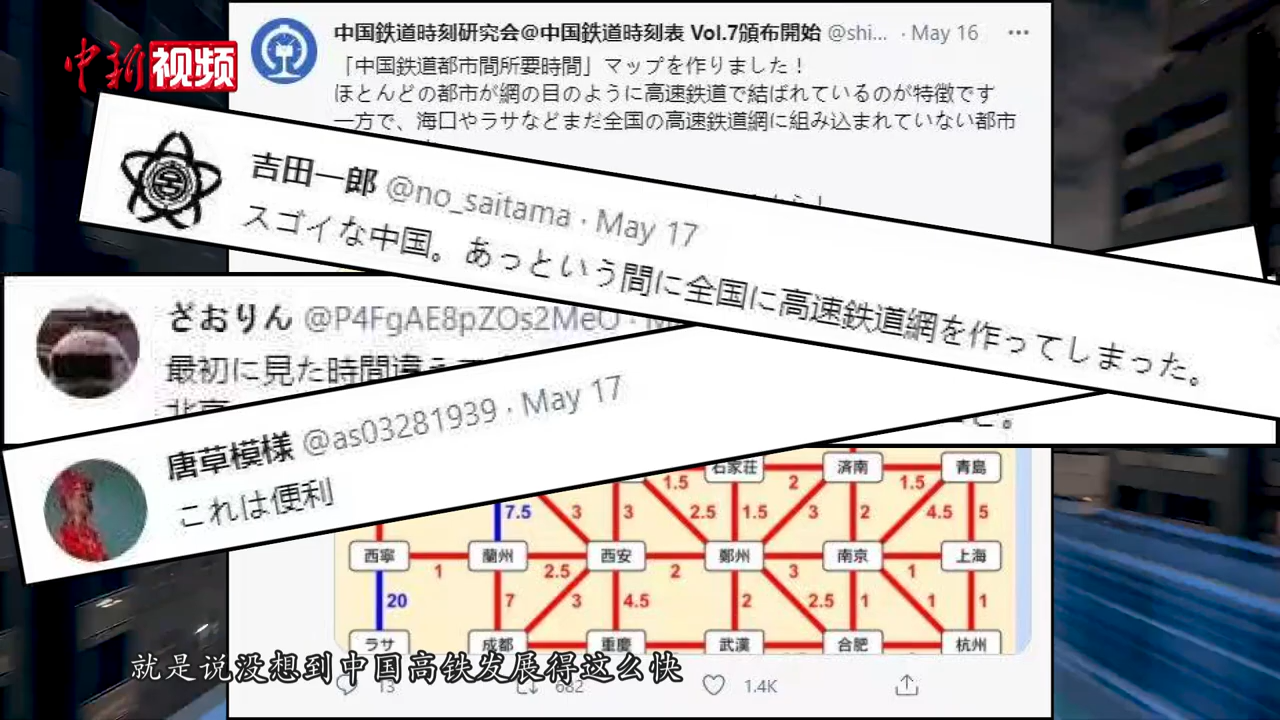 中新视频
中国鉄道時刻研究会@中国鉄道時刻表 Vol.7頒布開始 @shi... · May 16
「中国鉄道都市間所要時間」マップを作りました！
ほとんどの都市が網の目のように高速鉄道で結ばれているのが特徴です
一方で、海口やラサなどまだ全国の高速鉄道網に組み込まれていない都市
吉田一郎 @no_saitama · May 17
スゴイな中国。あっという間に全国に高速鉄道網を作ってしまった。
ざおりん @P4FgAE8pZOs2MeO ·
最初に見た時間違えて
唐草模様 @as03281939 · May 17
これは便利
石家荘 済南 青島
1.5 2 1.5
7.5 3 3 2.5 1.5 3 2 4.5 5
西寧 蘭州 西安 鄭州 南京 上海
1 2.5 2 3 1
20 7 3 4.5 2 2.5 1 1 1
ラサ 成都 重慶 武漢 合肥 杭州
就是说没想到中国高铁发展得这么快
13 682 1.4K